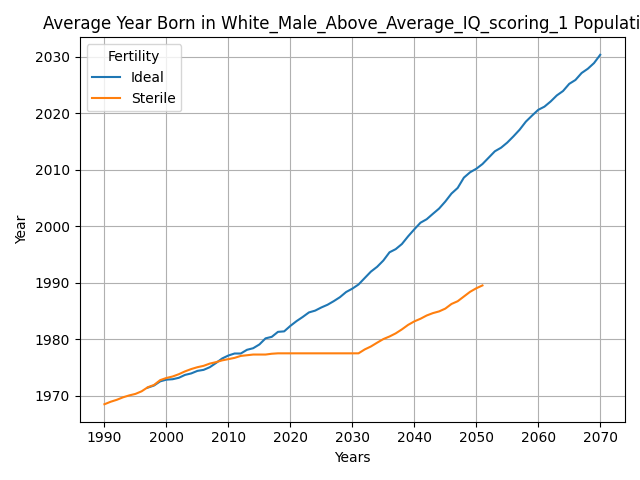 Average Year Born in White_Male_Above_Average_IQ_scoring_1 Populati
Fertility
Ideal
Sterile
2030
2020
2010
2000
1990
1980
1970
Year
1990 2000 2010 2020 2030 2040 2050 2060 2070
Years